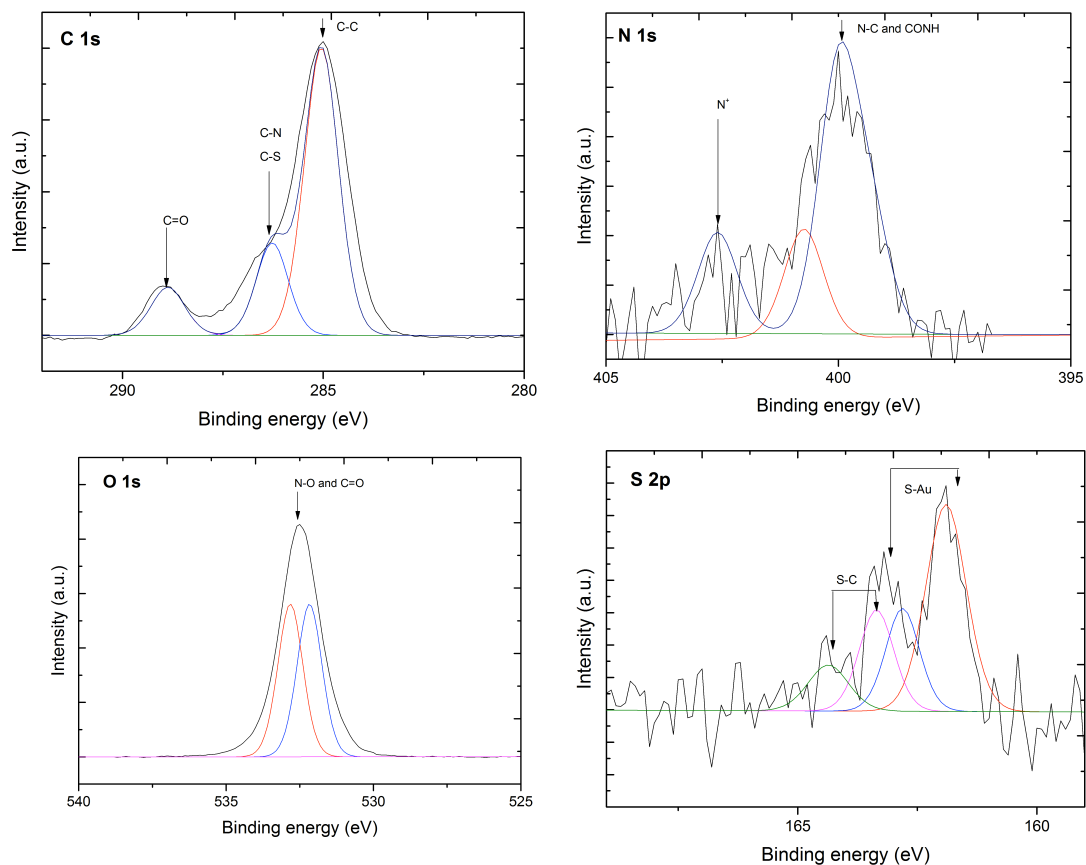 C 1s
C-C
C-N
C-S
C=O
Intensity (a.u.)
290
285
280
Binding energy (eV)
N 1s
N-C and CONH
N+
Intensity (a.u.)
405
400
395
Binding energy (eV)
O 1s
N-O and C=O
Intensity (a.u.)
540
535
530
525
Binding energy (eV)
S 2p
S-Au
S-C
Intensity (a.u.)
165
160
Binding energy (eV)